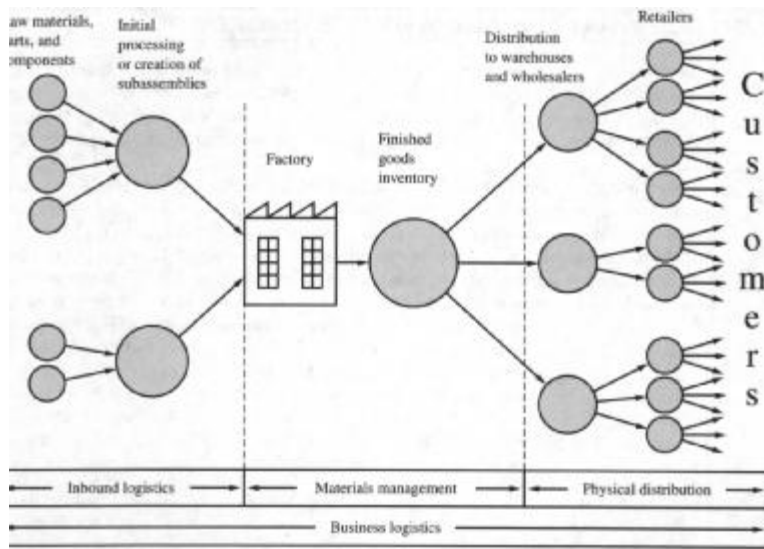 aw materials,
arts, and
omponents
Initial
processing
or creation of
subassemblies
Factory
Finished
goods
inventory
Distribution
to warehouses
and wholesalers
Retailers
Customers
Inbound logistics
Materials management
Physical distribution
Business logistics